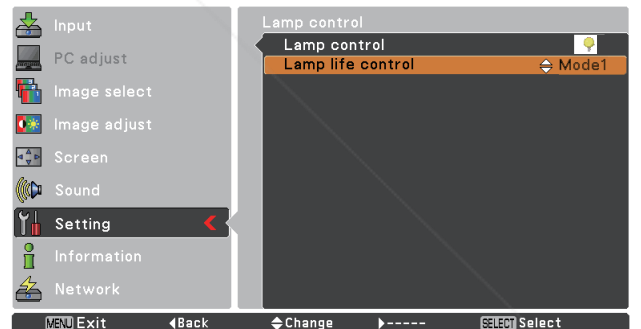 Input
PC adjust
Image select
Image adjust
Screen
Sound
Setting
Information
Network
Lamp control
Lamp control
Lamp life control Mode1
MENU Exit Back Change ----- SELECT Select